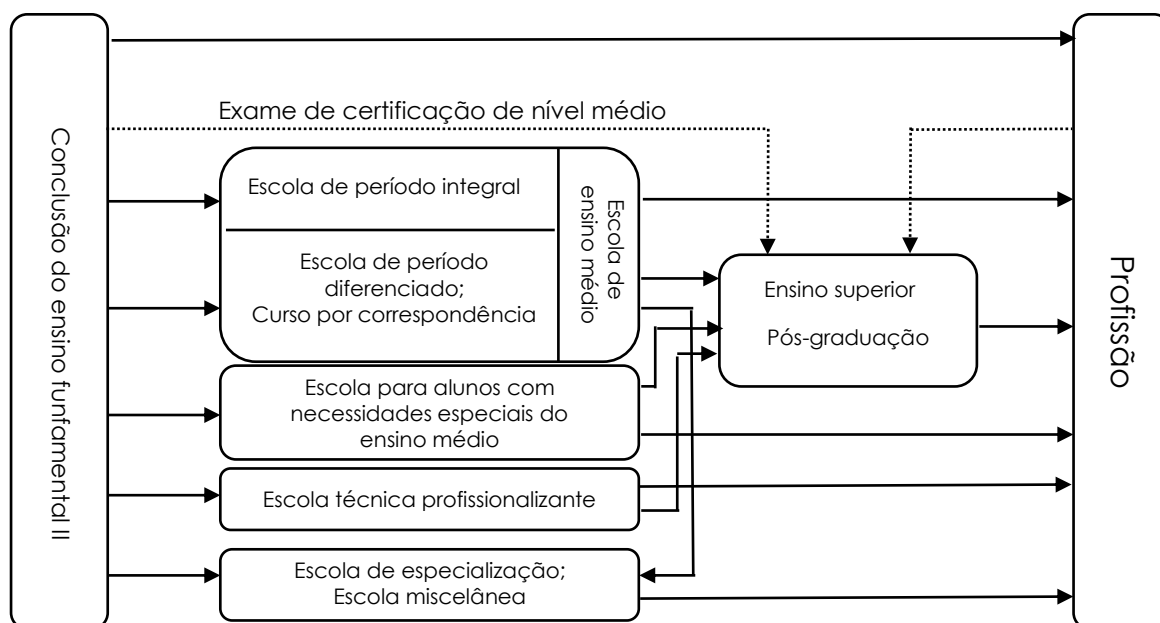 Conclusão do ensino funfamental II
Exame de certificação de nível médio
Escola de período integral
Escola de período
diferenciado;
Curso por correspondência
Escola de
ensino médio
Escola para alunos com
necessidades especiais do
ensino médio
Escola técnica profissionalizante
Escola de especialização;
Escola miscelânea
Ensino superior
Pós-graduação
Profissão